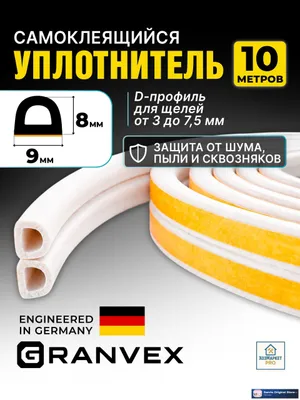 САМОКЛЕЯЩИЙСЯ
УПЛОТНИТЕЛЬ
10
МЕТРОВ
D-профиль
для щелей
от 3 до 7,5 мм
8мм
9мм
ЗАЩИТА ОТ ШУМА,
ПЫЛИ И СКВОЗНЯКОВ
ENGINEERED
IN GERMANY
GRANVEX
PRO